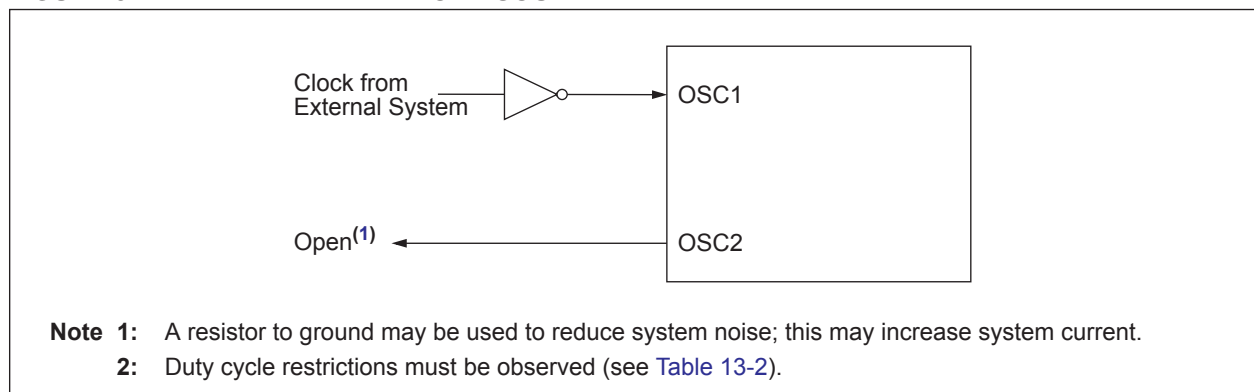 Clock from
External System
OSC1
Open(1)
OSC2
Note 1: A resistor to ground may be used to reduce system noise; this may increase system current.
2: Duty cycle restrictions must be observed (see Table 13-2).